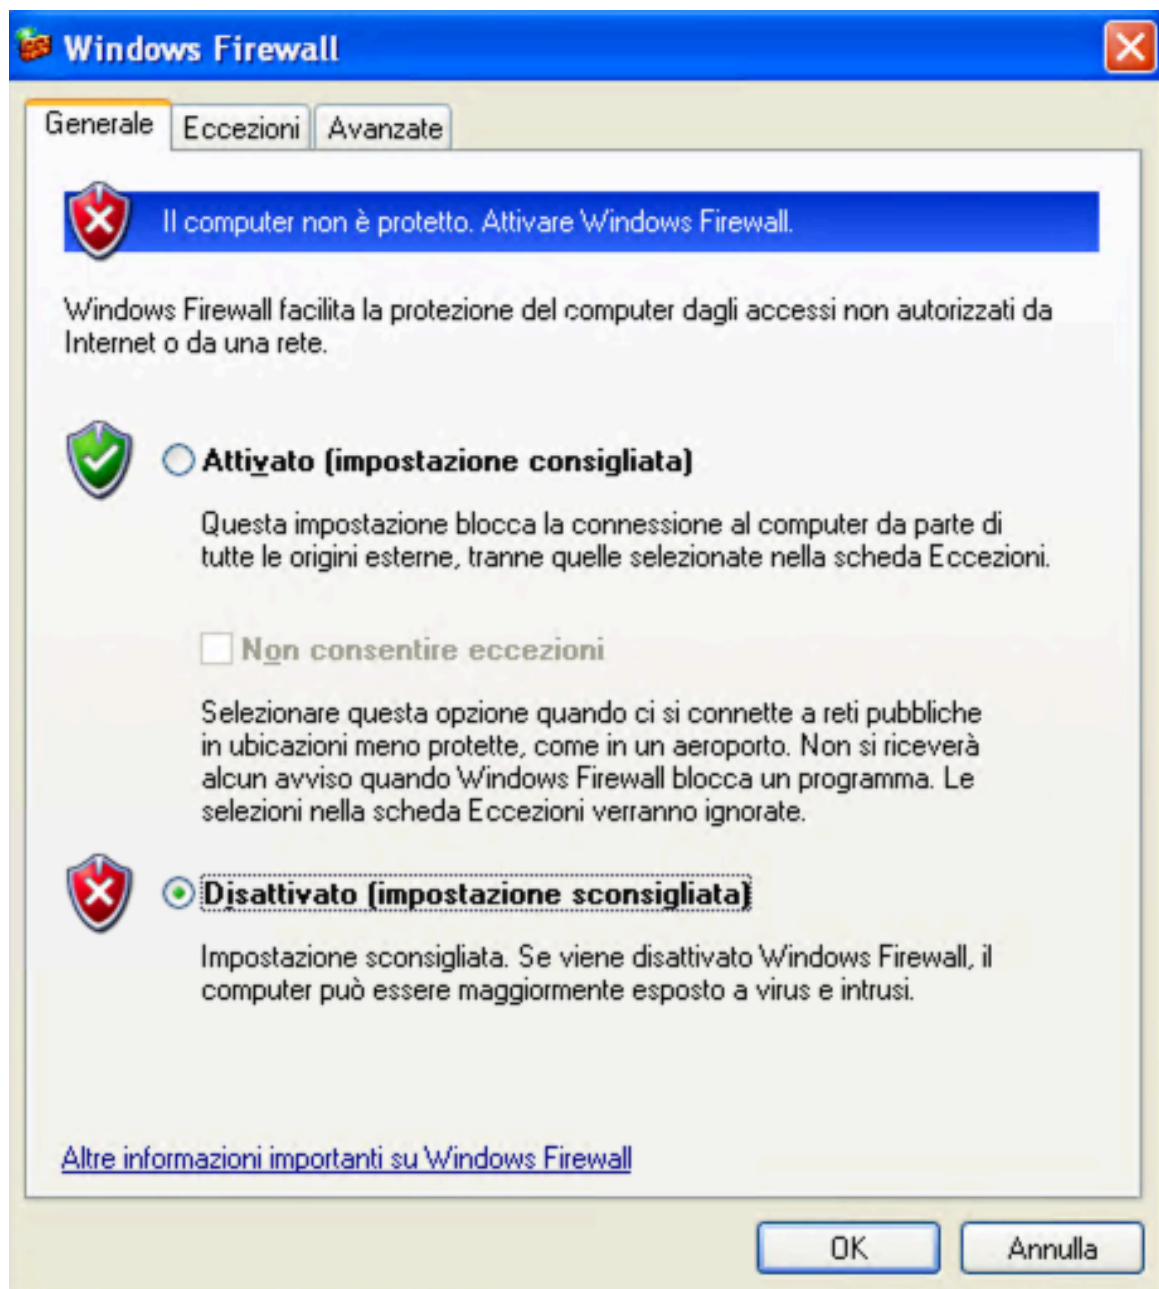 Windows Firewall
Generale
Eccezioni
Avanzate
Il computer non è protetto. Attivare Windows Firewall.
Windows Firewall facilita la protezione del computer dagli accessi non autorizzati da
Internet o da una rete.
Attivato (impostazione consigliata)
Questa impostazione blocca la connessione al computer da parte di
tutte le origini esterne, tranne quelle selezionate nella scheda Eccezioni.
Non consentire eccezioni
Selezionare questa opzione quando ci si connette a reti pubbliche
in ubicazioni meno protette, come in un aeroporto. Non si riceverà
alcun avviso quando Windows Firewall blocca un programma. Le
selezioni nella scheda Eccezioni verranno ignorate.
Disattivato (impostazione sconsigliata)
Impostazione sconsigliata. Se viene disattivato Windows Firewall, il
computer può essere maggiormente esposto a virus e intrusi.
Altre informazioni importanti su Windows Firewall
OK
Annulla